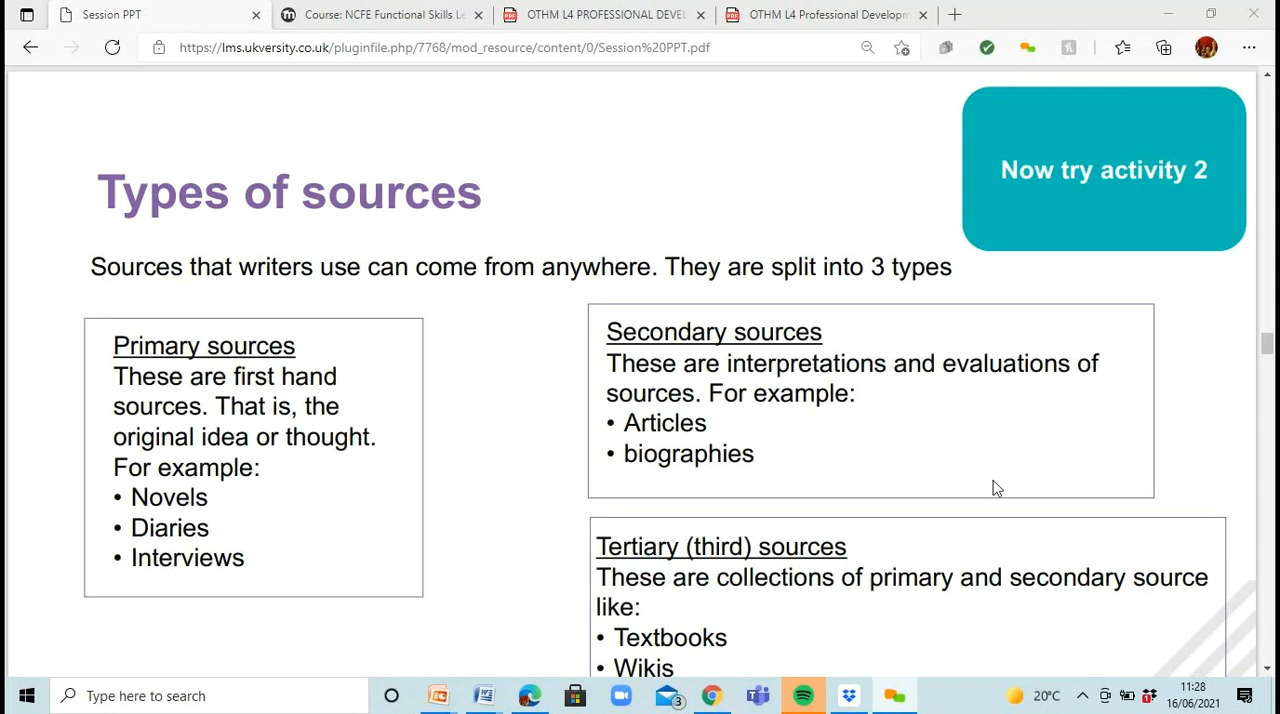 Session PPT
Course: NCFE Functional Skills Le
OTHM L4 PROFESSIONAL DEVEL
OTHM L4 Professional Developm
https://lms.ukversity.co.uk/pluginfile.php/7768/mod_resource/content/0/Session%20PPT.pdf
Now try activity 2
Types of sources
Sources that writers use can come from anywhere. They are split into 3 types
Primary sources
These are first hand
sources. That is, the
original idea or thought.
For example:
• Novels
• Diaries
• Interviews
Secondary sources
These are interpretations and evaluations of
sources. For example:
• Articles
• biographies
Tertiary (third) sources
These are collections of primary and secondary source
like:
• Textbooks
• Wikis
Type here to search
3
20°C
11:28
16/06/2021